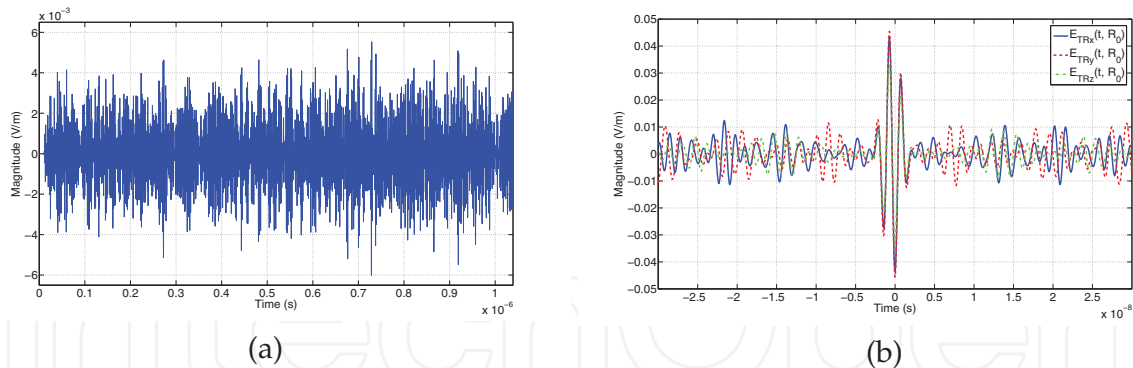 x 10⁻³
6
4
2
0
−2
−4
−6
Magnitude (V/m)
0 0.1 0.2 0.3 0.4 0.5 0.6 0.7 0.8 0.9 1
Time (s)
x 10⁻⁶
(a)
0.05
0.04
0.03
0.02
0.01
0
−0.01
−0.02
−0.03
−0.04
−0.05
Magnitude (V/m)
E_TRx(t, R_0)
E_TRy(t, R_0)
E_TRz(t, R_0)
−2.5 −2 −1.5 −1 −0.5 0 0.5 1 1.5 2 2.5
Time (s)
x 10⁻⁸
(b)